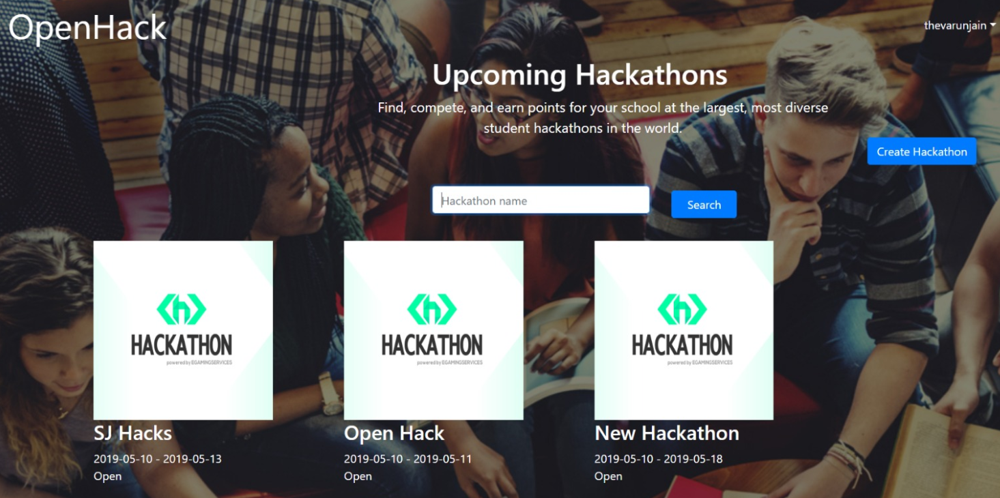 OpenHack
thevarunjain
Upcoming Hackathons
Find, compete, and earn points for your school at the largest, most diverse
student hackathons in the world.
Create Hackathon
Hackathon name
Search
HACKATHON
powered by EGAMINGSERVICES
HACKATHON
powered by EGAMINGSERVICES
HACKATHON
powered by EGAMINGSERVICES
SJ Hacks
2019-05-10 - 2019-05-13
Open
Open Hack
2019-05-10 - 2019-05-11
Open
New Hackathon
2019-05-10 - 2019-05-18
Open